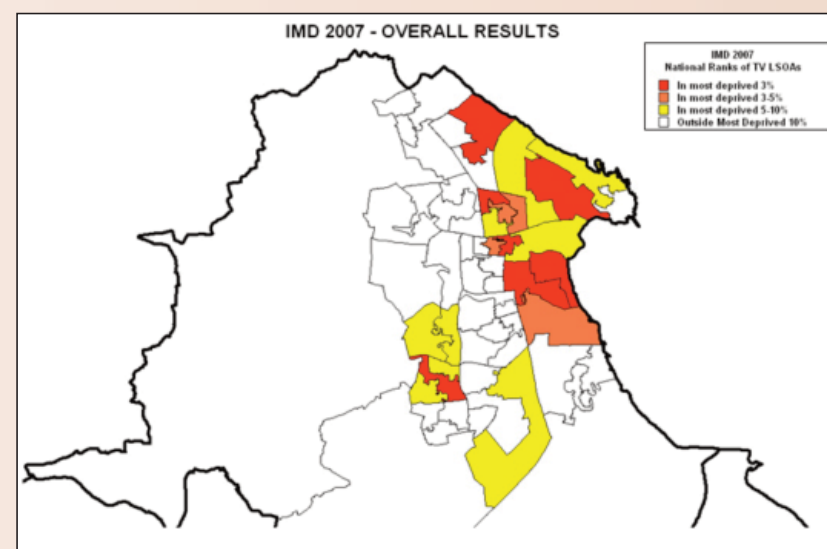 IMD 2007 - OVERALL RESULTS
IMD 2007
National Ranks of TV LSOAs
In most deprived 3%
In most deprived 3-5%
In most deprived 5-10%
Outside Most Deprived 10%